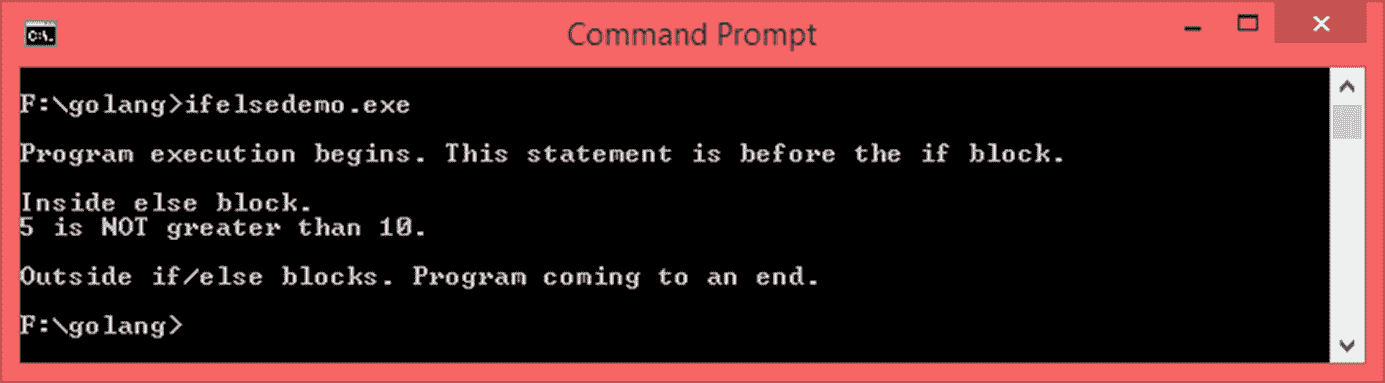 Command Prompt
C:\.
F:\golang>ifelsedemo.exe
Program execution begins. This statement is before the if block.
Inside else block.
5 is NOT greater than 10.
Outside if/else blocks. Program coming to an end.
F:\golang>